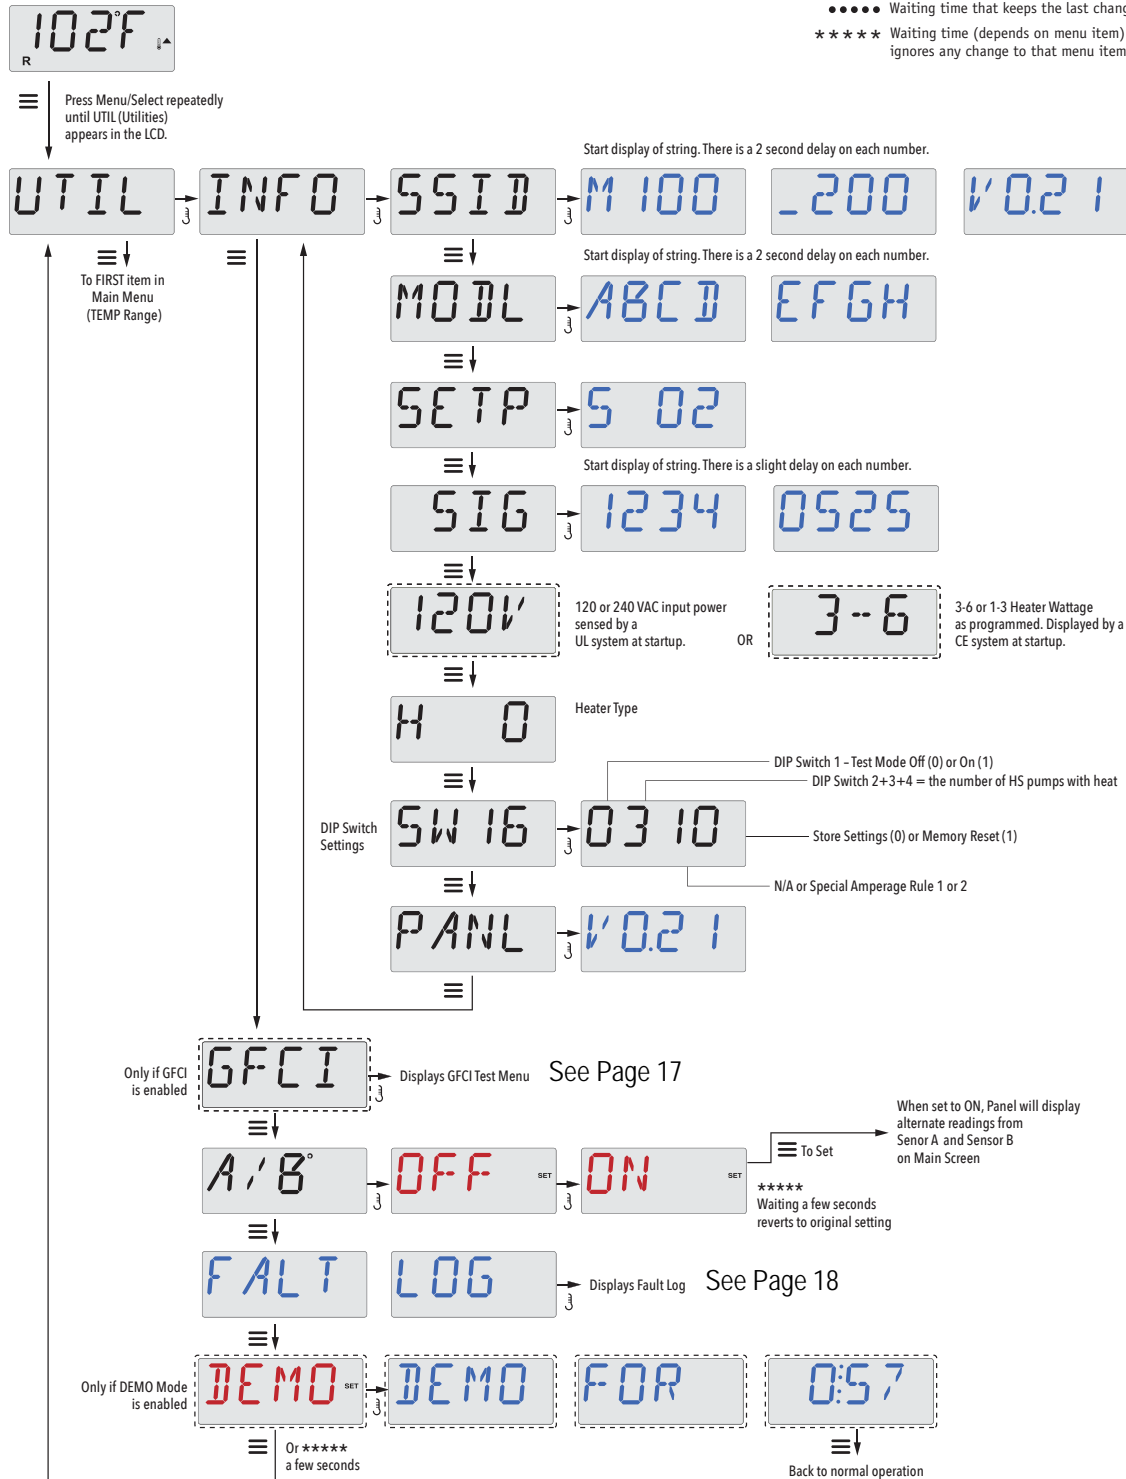 102°F
R
••••• Waiting time that keeps the last chang
***** Waiting time (depends on menu item)
ignores any change to that menu item
Press Menu/Select repeatedly
until UTIL (Utilities)
appears in the LCD.
Start display of string. There is a 2 second delay on each number.
UTIL INFO SSID M100 _200 V0.21
To FIRST item in
Main Menu
(TEMP Range)
Start display of string. There is a 2 second delay on each number.
MODL ABCD EFGH
SETP S 02
Start display of string. There is a slight delay on each number.
SIG 1234 0525
120V
120 or 240 VAC input power
sensed by a
UL system at startup.
OR
3-6
3-6 or 1-3 Heater Wattage
as programmed. Displayed by a
CE system at startup.
H 0
Heater Type
DIP Switch 1 – Test Mode Off (0) or On (1)
DIP Switch 2+3+4 = the number of HS pumps with heat
DIP Switch
Settings
SW16 0310
Store Settings (0) or Memory Reset (1)
N/A or Special Amperage Rule 1 or 2
PANL V0.21
Only if GFCI
is enabled
GFCI
Displays GFCI Test Menu See Page 17
When set to ON, Panel will display
alternate readings from
Senor A and Sensor B
on Main Screen
A/B° OFF SET ON SET
To Set
*****
Waiting a few seconds
reverts to original setting
FALT LOG
Displays Fault Log See Page 18
Only if DEMO Mode
is enabled
DEMO SET DEMO FOR 0:57
Or *****
a few seconds
Back to normal operation